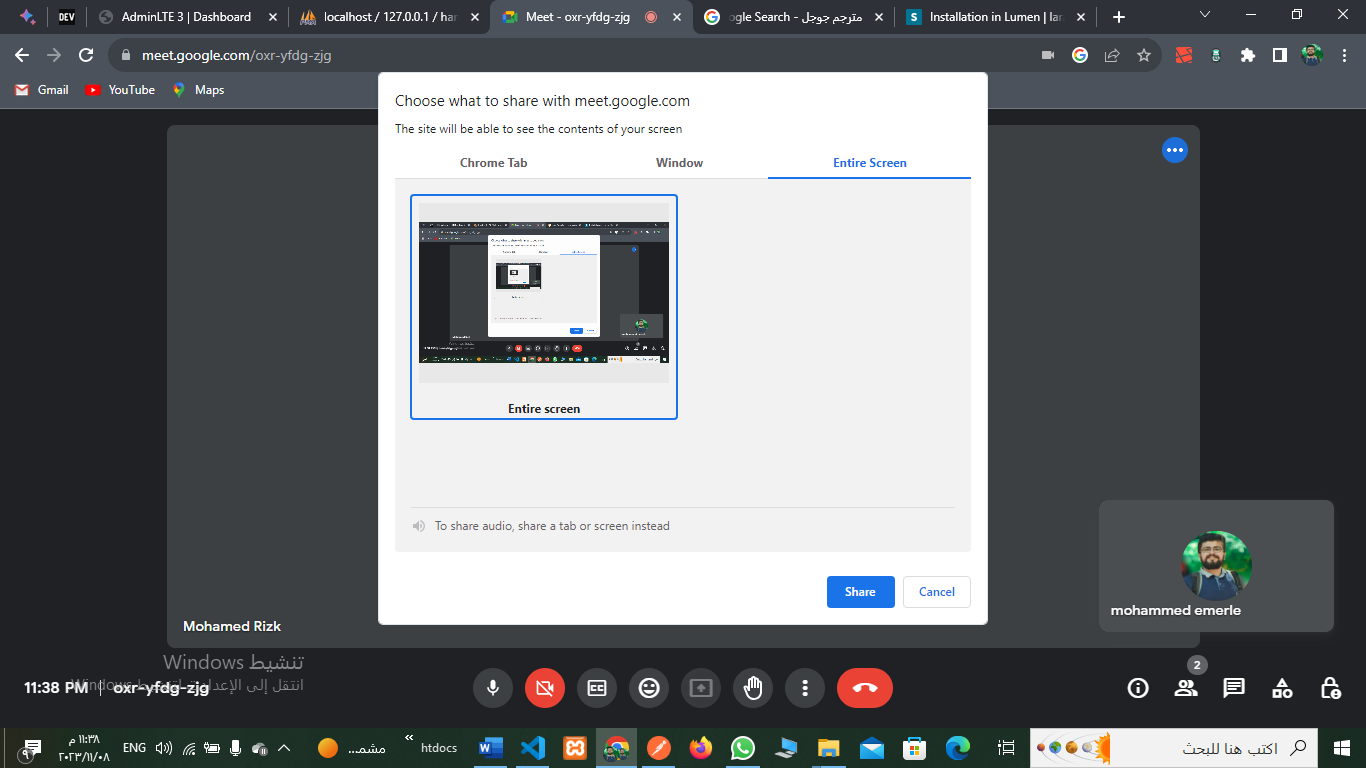 DEV
AdminLTE 3 | Dashboard
localhost / 127.0.0.1 / har
Meet - oxr-yfdg-zjg
ogle Search - مترجم جوجل
Installation in Lumen | lar
meet.google.com/oxr-yfdg-zjg
Gmail
YouTube
Maps
Choose what to share with meet.google.com
The site will be able to see the contents of your screen
Chrome Tab
Window
Entire Screen
Entire screen
To share audio, share a tab or screen instead
Share
Cancel
Mohamed Rizk
mohammed emerle
تنشيط Windows
انتقل إلى الإعدادات لتنشيط Windows
11:38 PM | oxr-yfdg-zjg
2
١١:٣٨ م
٢٠٢٣/١١/٠٨
٩
ENG
مشمـ...
htdocs
اكتب هنا للبحث